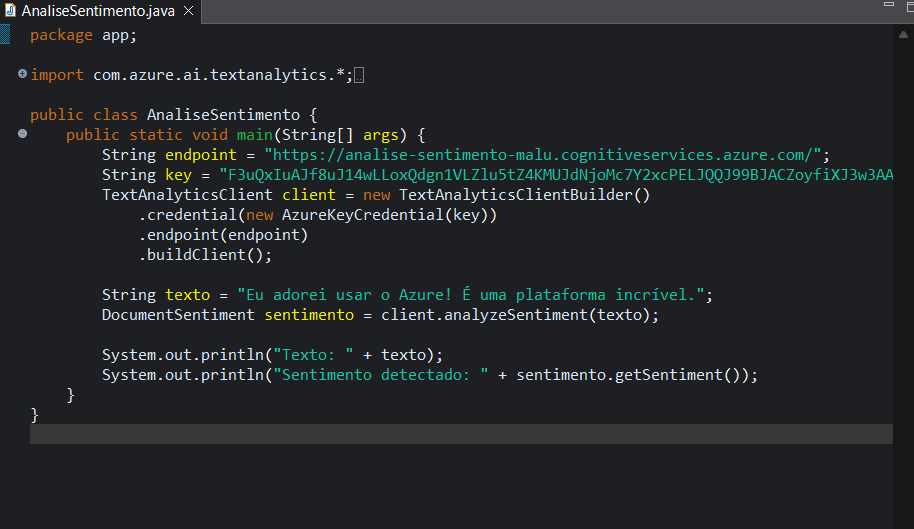 AnaliseSentimento.java
package app;
import com.azure.ai.textanalytics.*;
public class AnaliseSentimento {
public static void main(String[] args) {
String endpoint = "https://analise-sentimento-malu.cognitiveservices.azure.com/";
String key = "F3uQxIuAJf8uJ14wLLoxQdgn1VLZlu5tZ4KMUJdNjoMc7Y2xcPELJQQJ99BJACZoyfiXJ3w3AA
TextAnalyticsClient client = new TextAnalyticsClientBuilder()
.credential(new AzureKeyCredential(key))
.endpoint(endpoint)
.buildClient();
String texto = "Eu adorei usar o Azure! É uma plataforma incrível.";
DocumentSentiment sentimento = client.analyzeSentiment(texto);
System.out.println("Texto: " + texto);
System.out.println("Sentimento detectado: " + sentimento.getSentiment());
}
}